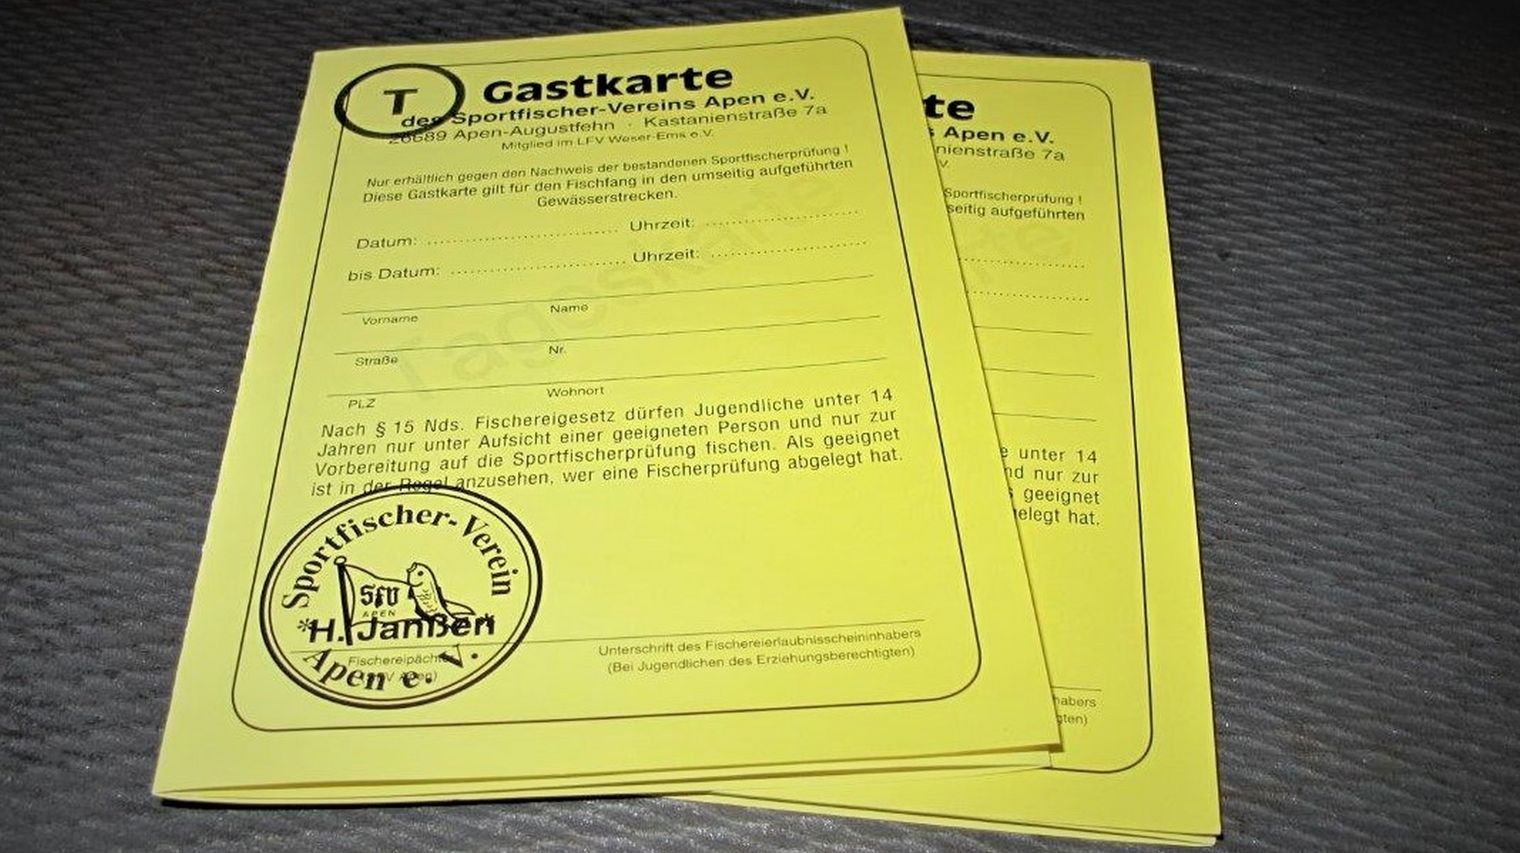 T
Gastkarte
des Sportfischer-Vereins Apen e.V.
26689 Apen-Augustfehn · Kastanienstraße 7a
Mitglied im LFV Weser-Ems e.V.
Nur erhältlich gegen den Nachweis der bestandenen Sportfischerprüfung !
Diese Gastkarte gilt für den Fischfang in den umseitig aufgeführten
Gewässerstrecken.
Tageskarte
Datum: ........................................ Uhrzeit: ................................
bis Datum: .................................... Uhrzeit: ................................
Vorname Name
Straße Nr.
PLZ Wohnort
Nach § 15 Nds. Fischereigesetz dürfen Jugendliche unter 14
Jahren nur unter Aufsicht einer geeigneten Person und nur zur
Vorbereitung auf die Sportfischerprüfung fischen. Als geeignet
ist in der Regel anzusehen, wer eine Fischerprüfung abgelegt hat.
Sportfischer-Verein
SfV
APEN
*H. Janßen*
Apen e. V.
Fischereipächter
Unterschrift des Fischereierlaubnisscheininhabers
(Bei Jugendlichen des Erziehungsberechtigten)
te
s Apen e.V.
nienstraße 7a
V.
Sportfischerprüfung !
seitig aufgeführten
rte
e unter 14
nd nur zur
s geeignet
gelegt hat.
habers
gten)